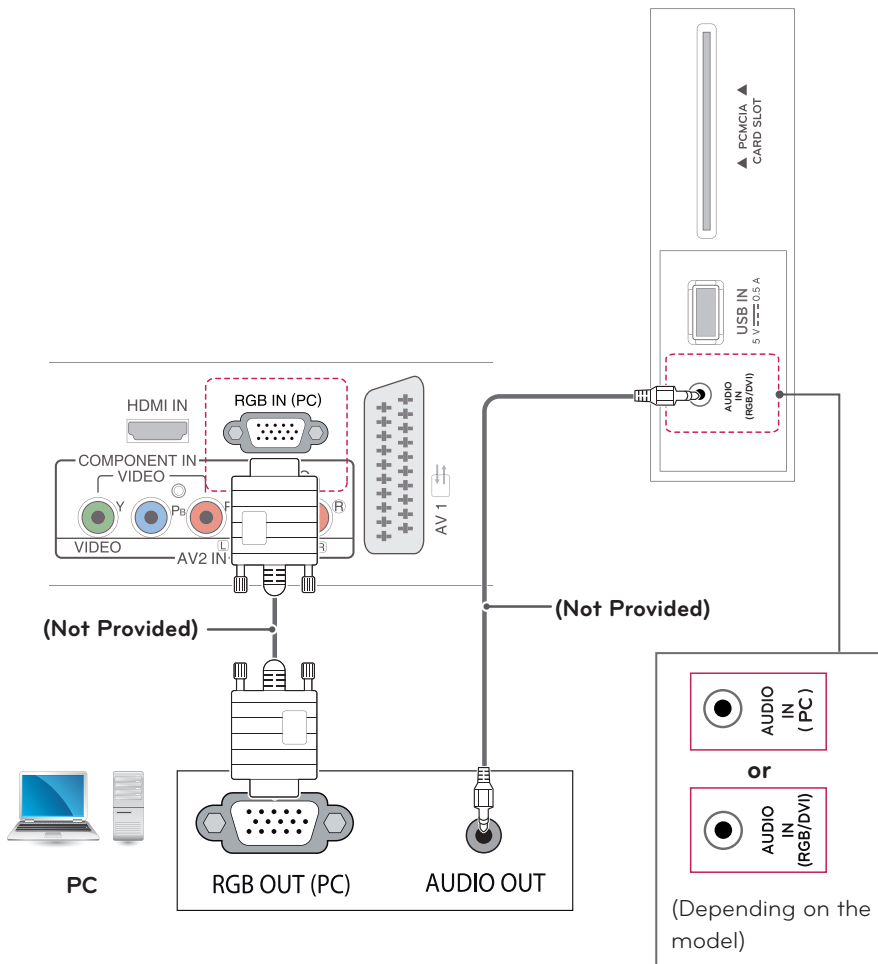 ▲ PCMCIA ▲
CARD SLOT
USB IN
5 V 0.5 A
AUDIO
IN
(RGB/DVI)
RGB IN (PC)
HDMI IN
COMPONENT IN
VIDEO
Y
PB
R
VIDEO
L
R
AV2 IN
AV 1
(Not Provided)
(Not Provided)
AUDIO
IN
(PC)
or
AUDIO
IN
(RGB/DVI)
(Depending on the
model)
PC
RGB OUT (PC)
AUDIO OUT